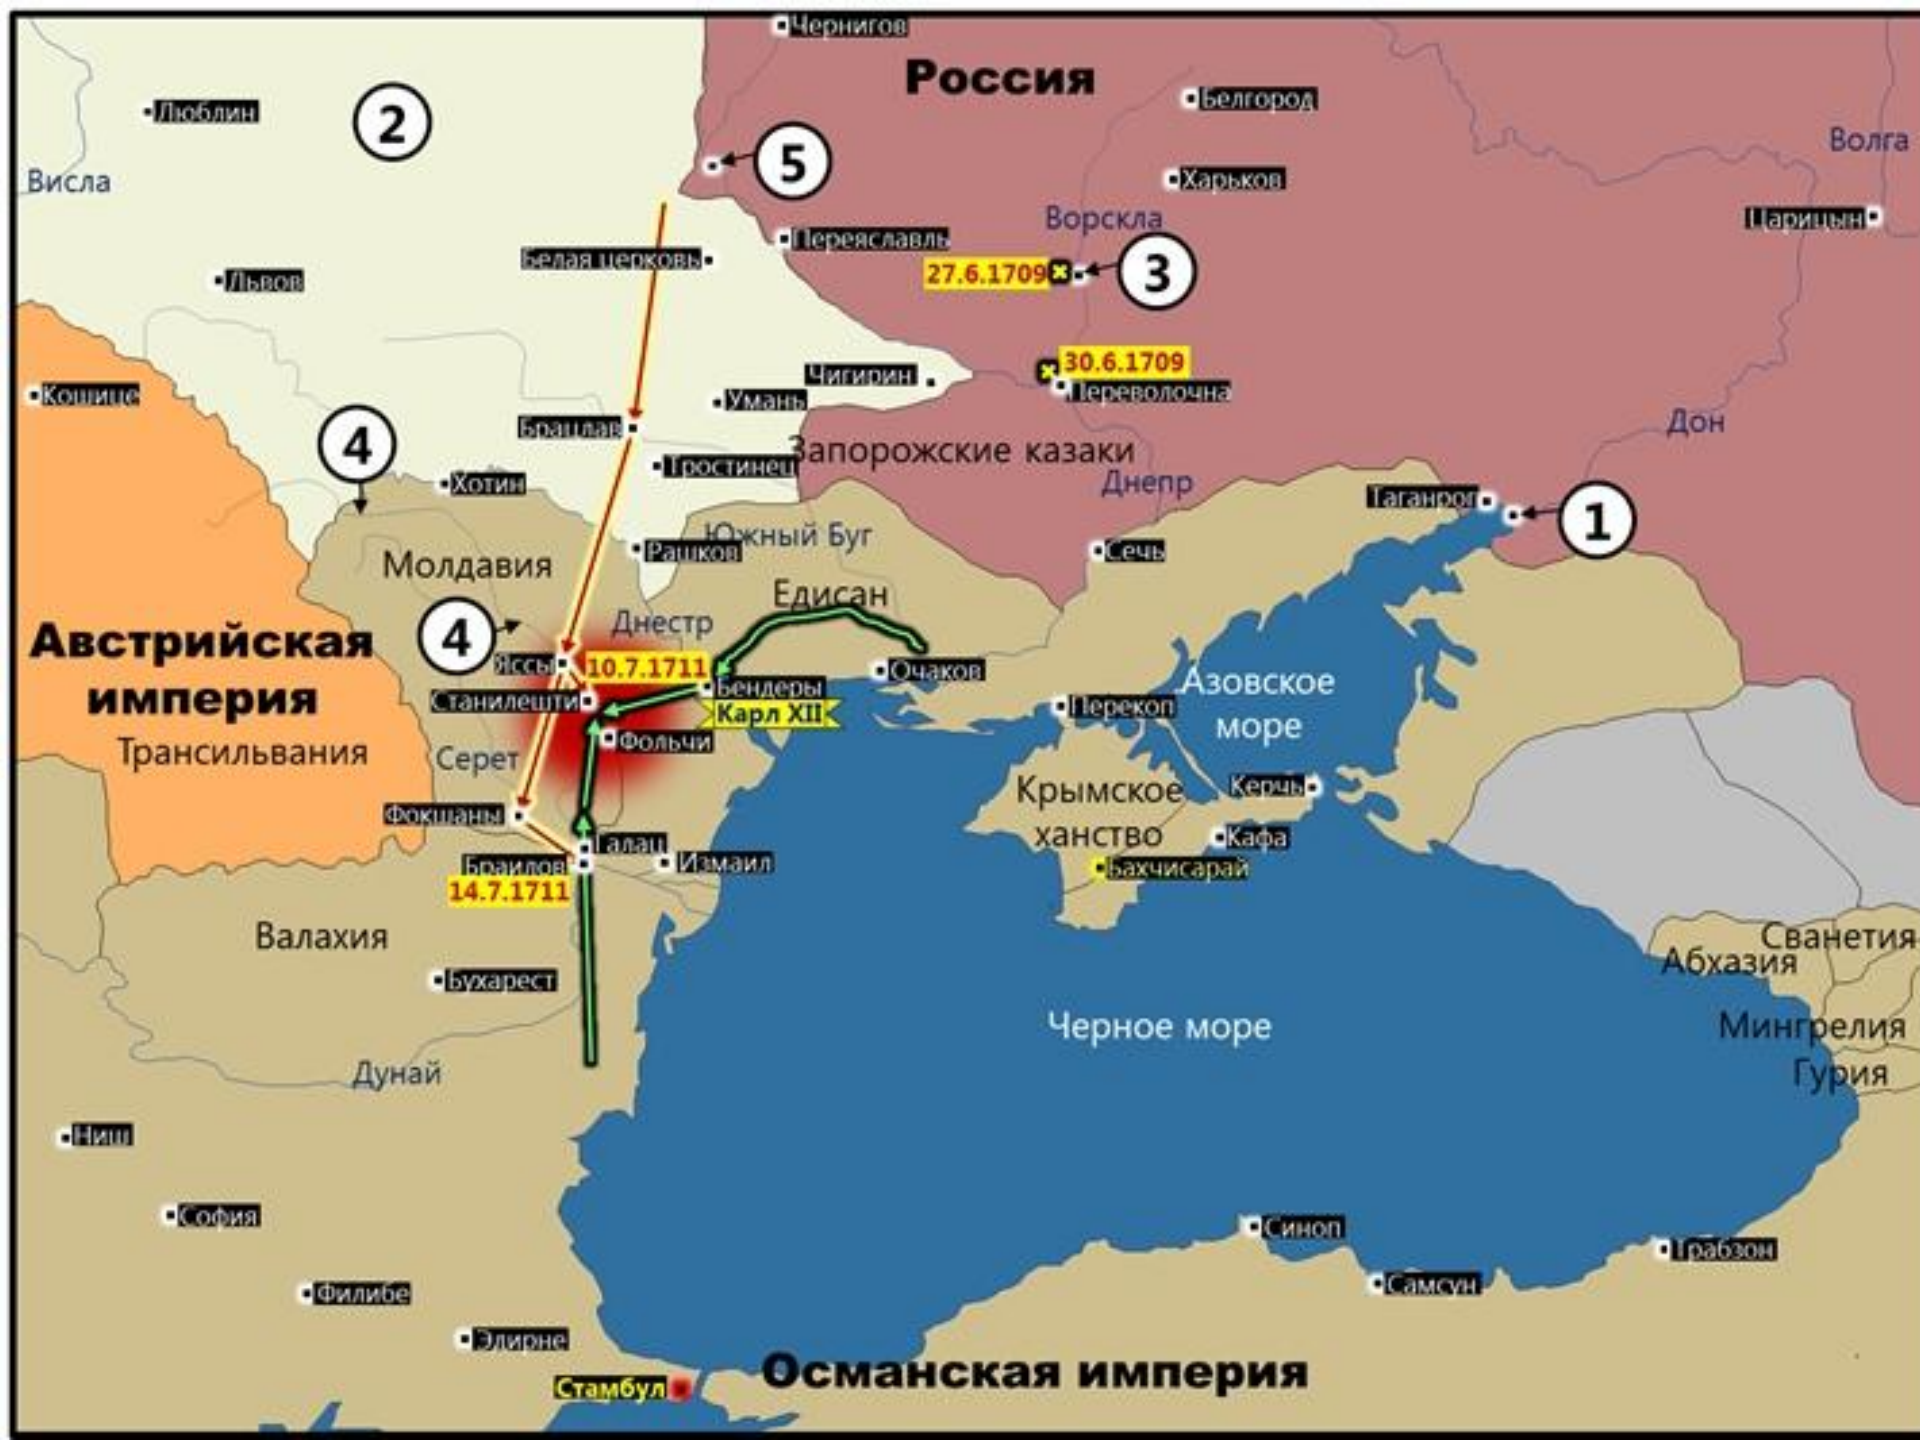 Чернигов
Россия
Белгород
Люблин
2
Волга
5
Висла
Харьков
Ворскла
Царицын
Переяславль
Белая церковь
27.6.1709
3
Львов
30.6.1709
Чигирин
Переволочна
Кошице
Умань
Дон
Брацлав
4
Запорожские казаки
Тростинец
Хотин
Днепр
Таганрог
1
Южный Буг
Рашков
Сечь
Молдавия
Едисан
Днестр
4
Австрийская
империя
Яссы
10.7.1711
Очаков
Бендеры
Азовское
море
Станилешти
Карл XII
Перекоп
Фольчи
Трансильвания
Серет
Крымское
ханство
Керчь
Фокшаны
Кафа
Галац
Браилов
Измаил
Бахчисарай
14.7.1711
Валахия
Сванетия
Абхазия
Бухарест
Черное море
Мингрелия
Дунай
Гурия
Ниш
София
Синоп
Трабзон
Самсун
Филибе
Эдирне
Османская империя
Стамбул